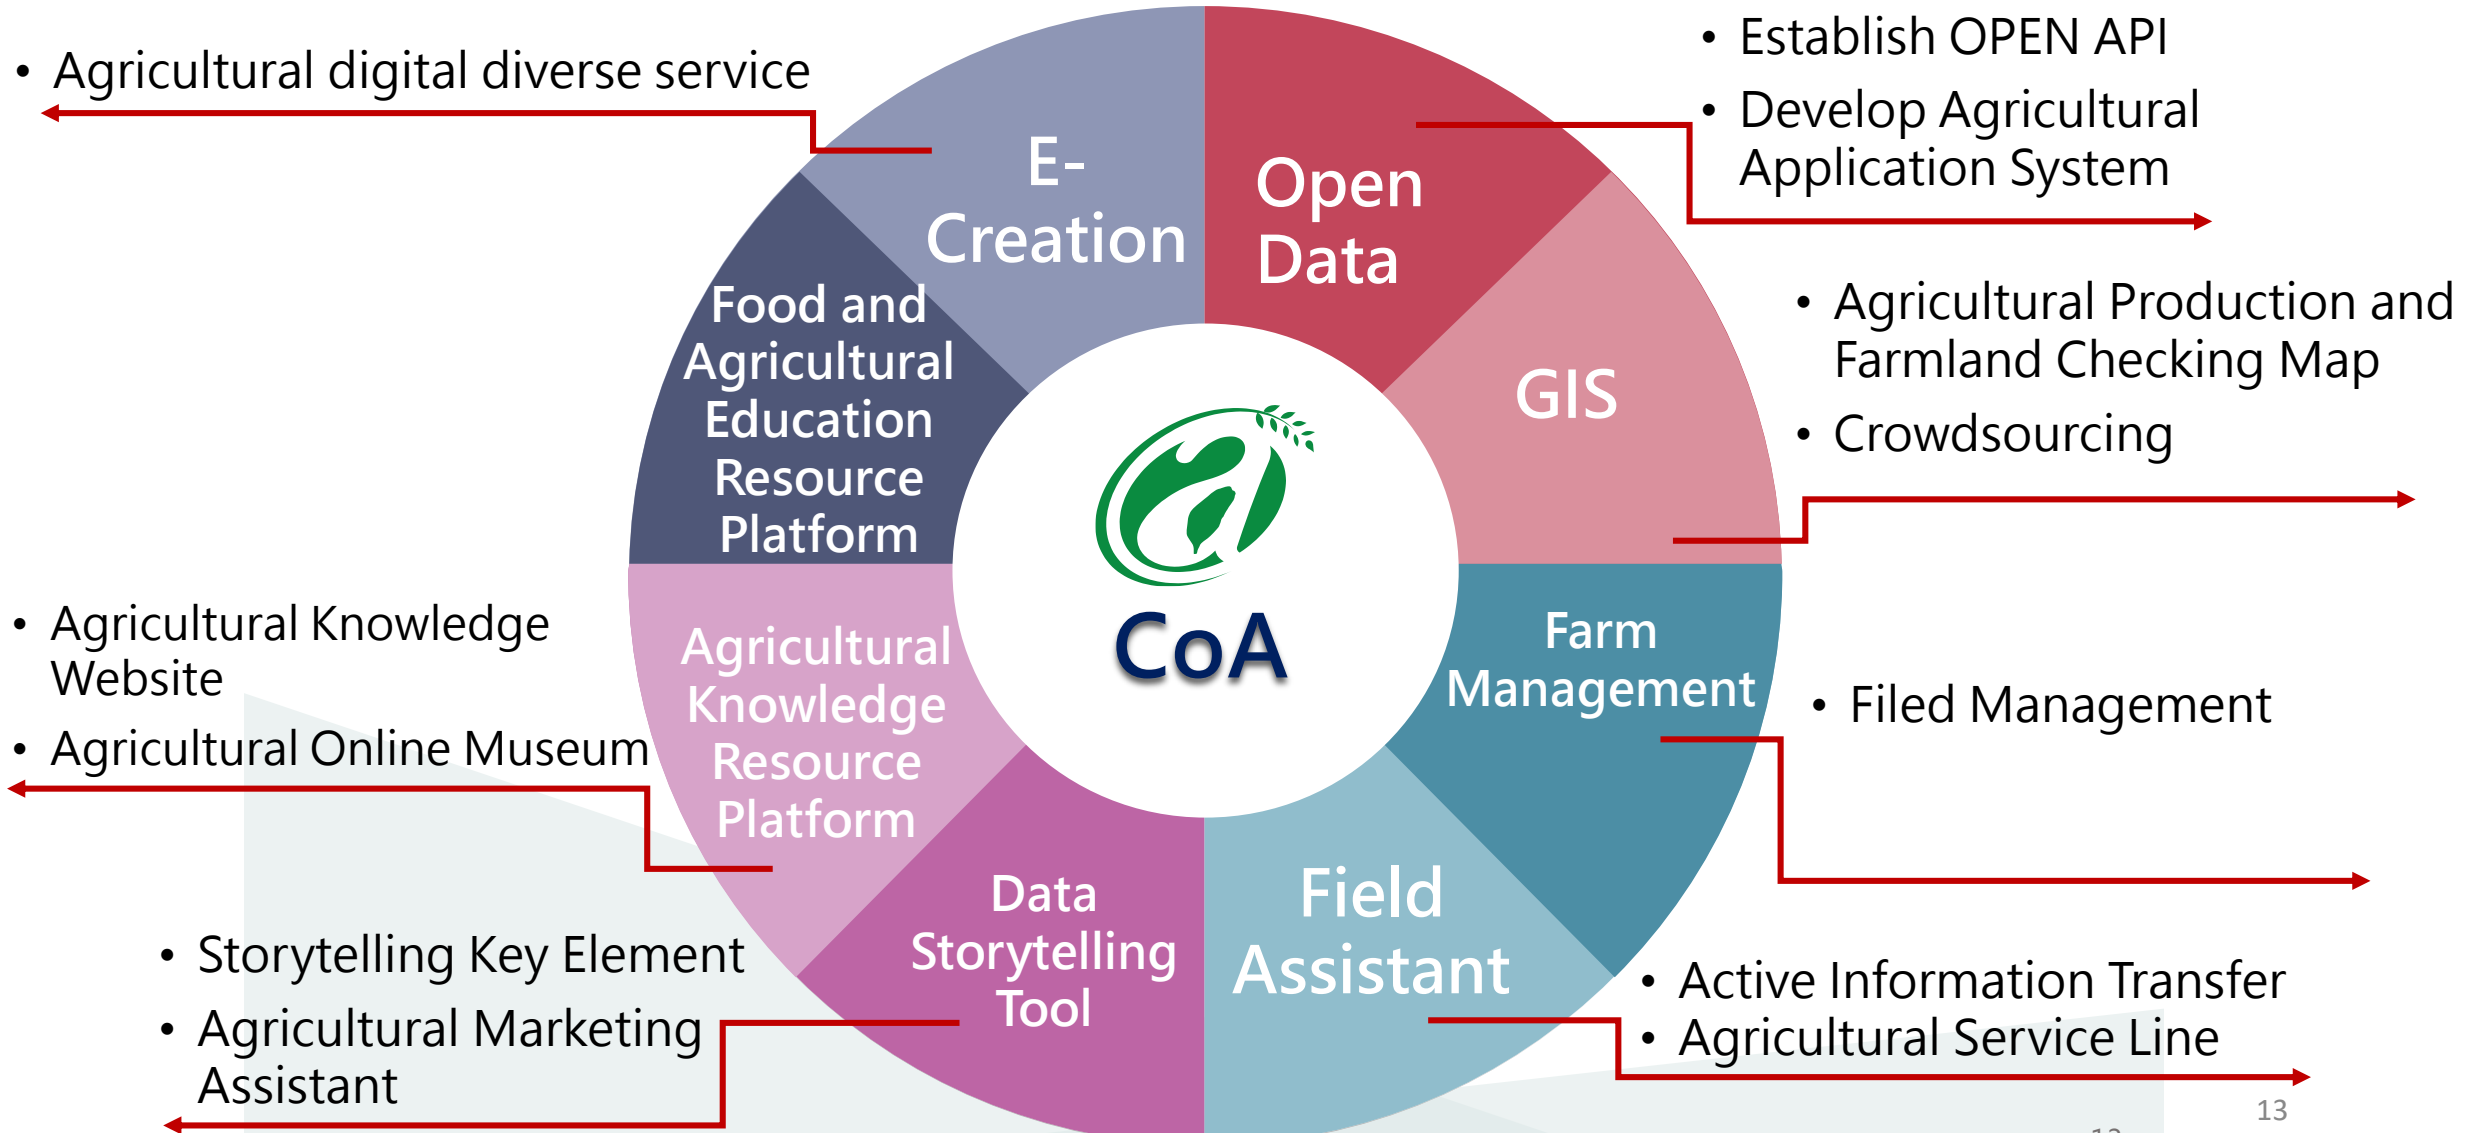 • Agricultural digital diverse service
E-
Creation
Open
Data
• Establish OPEN API
• Develop Agricultural
Application System
GIS
• Agricultural Production and
Farmland Checking Map
• Crowdsourcing
Farm
Management
• Filed Management
Field
Assistant
• Active Information Transfer
• Agricultural Service Line
Data
Storytelling
Tool
• Storytelling Key Element
• Agricultural Marketing
Assistant
Agricultural
Knowledge
Resource
Platform
• Agricultural Knowledge
Website
• Agricultural Online Museum
Food and
Agricultural
Education
Resource
Platform
CoA
13